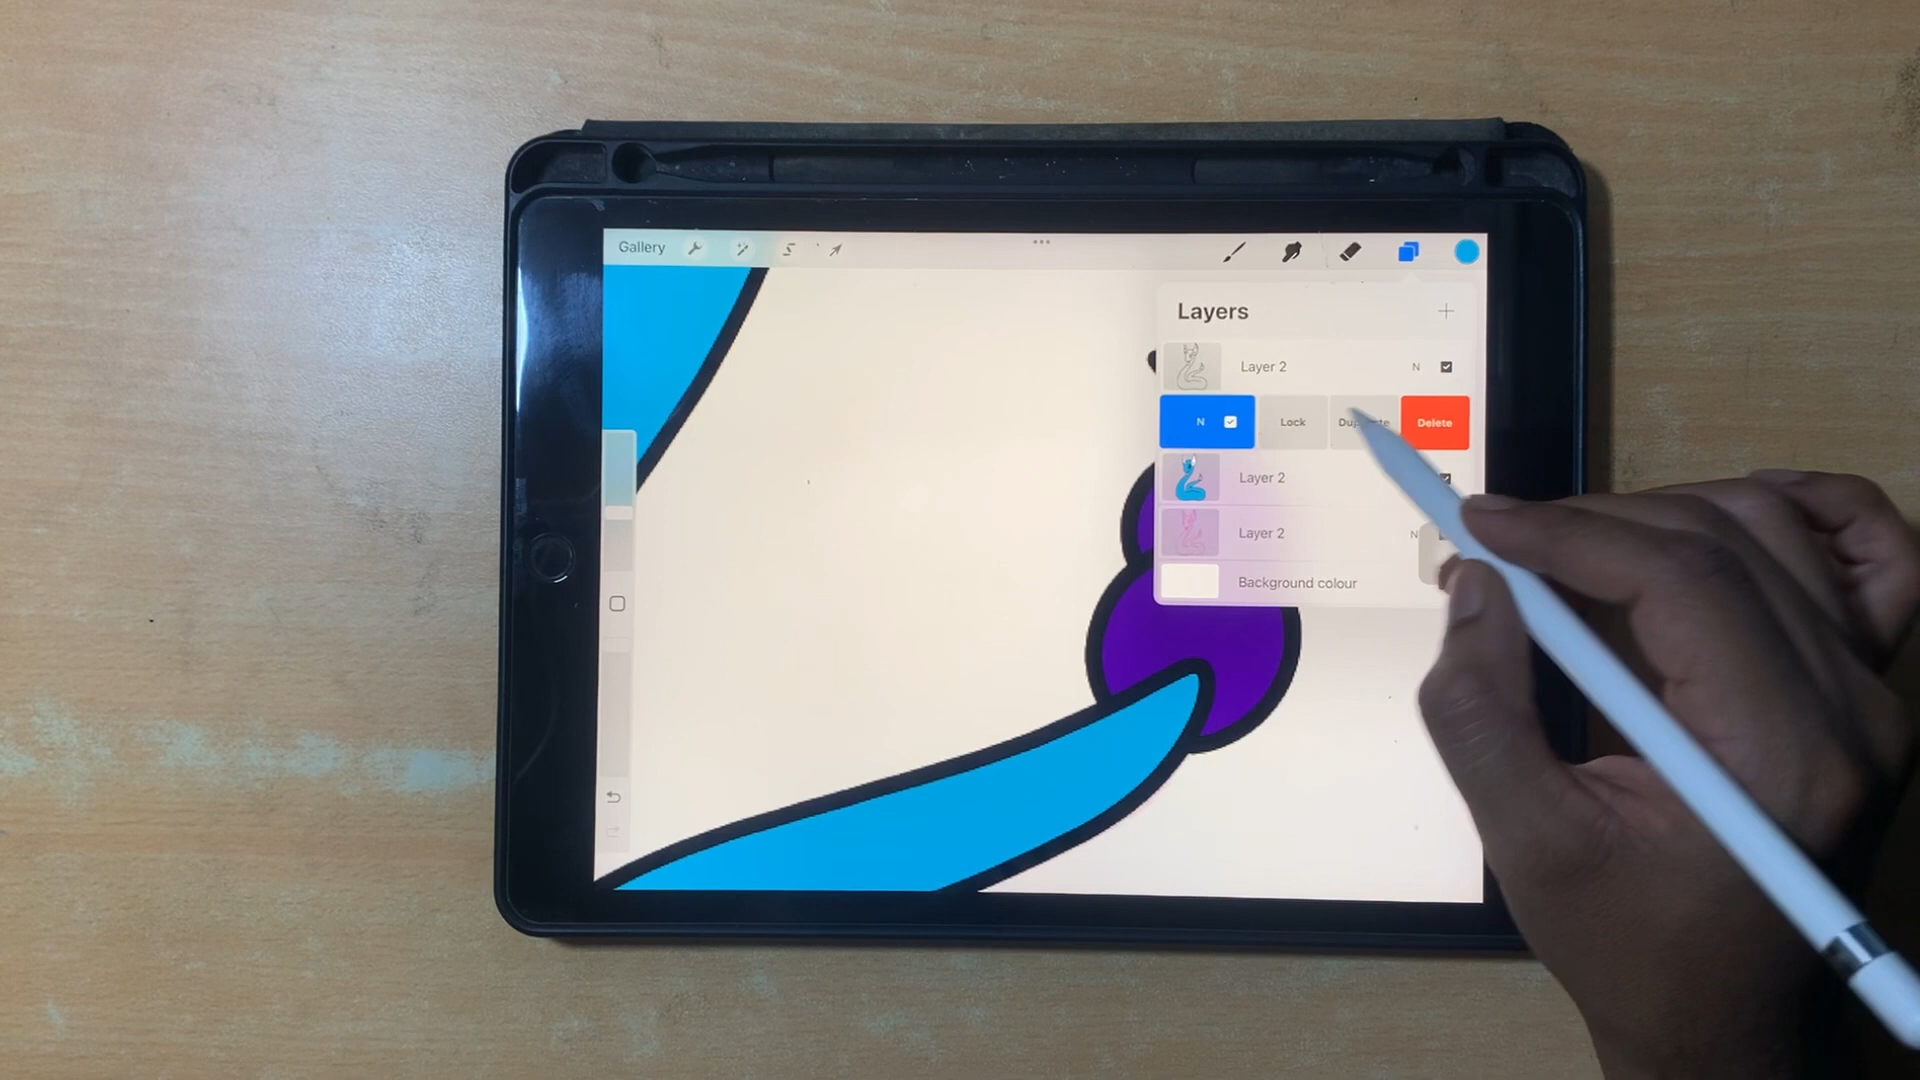 Gallery
Layers
Layer 2 N
N Lock Delete
Layer 2
Layer 2 N
Background colour